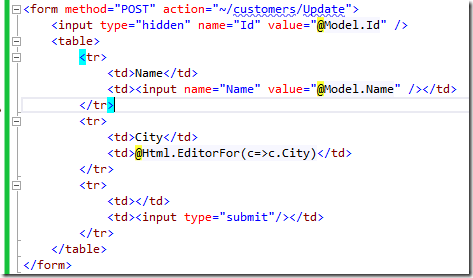 <form method="POST" action="~/customers/Update">
<input type="hidden" name="Id" value="@Model.Id" />
<table>
<tr>
<td>Name</td>
<td><input name="Name" value="@Model.Name" /></td>
</tr>
<tr>
<td>City</td>
<td>@Html.EditorFor(c=>c.City)</td>
</tr>
<tr>
<td></td>
<td><input type="submit"/></td>
</tr>
</table>
</form>